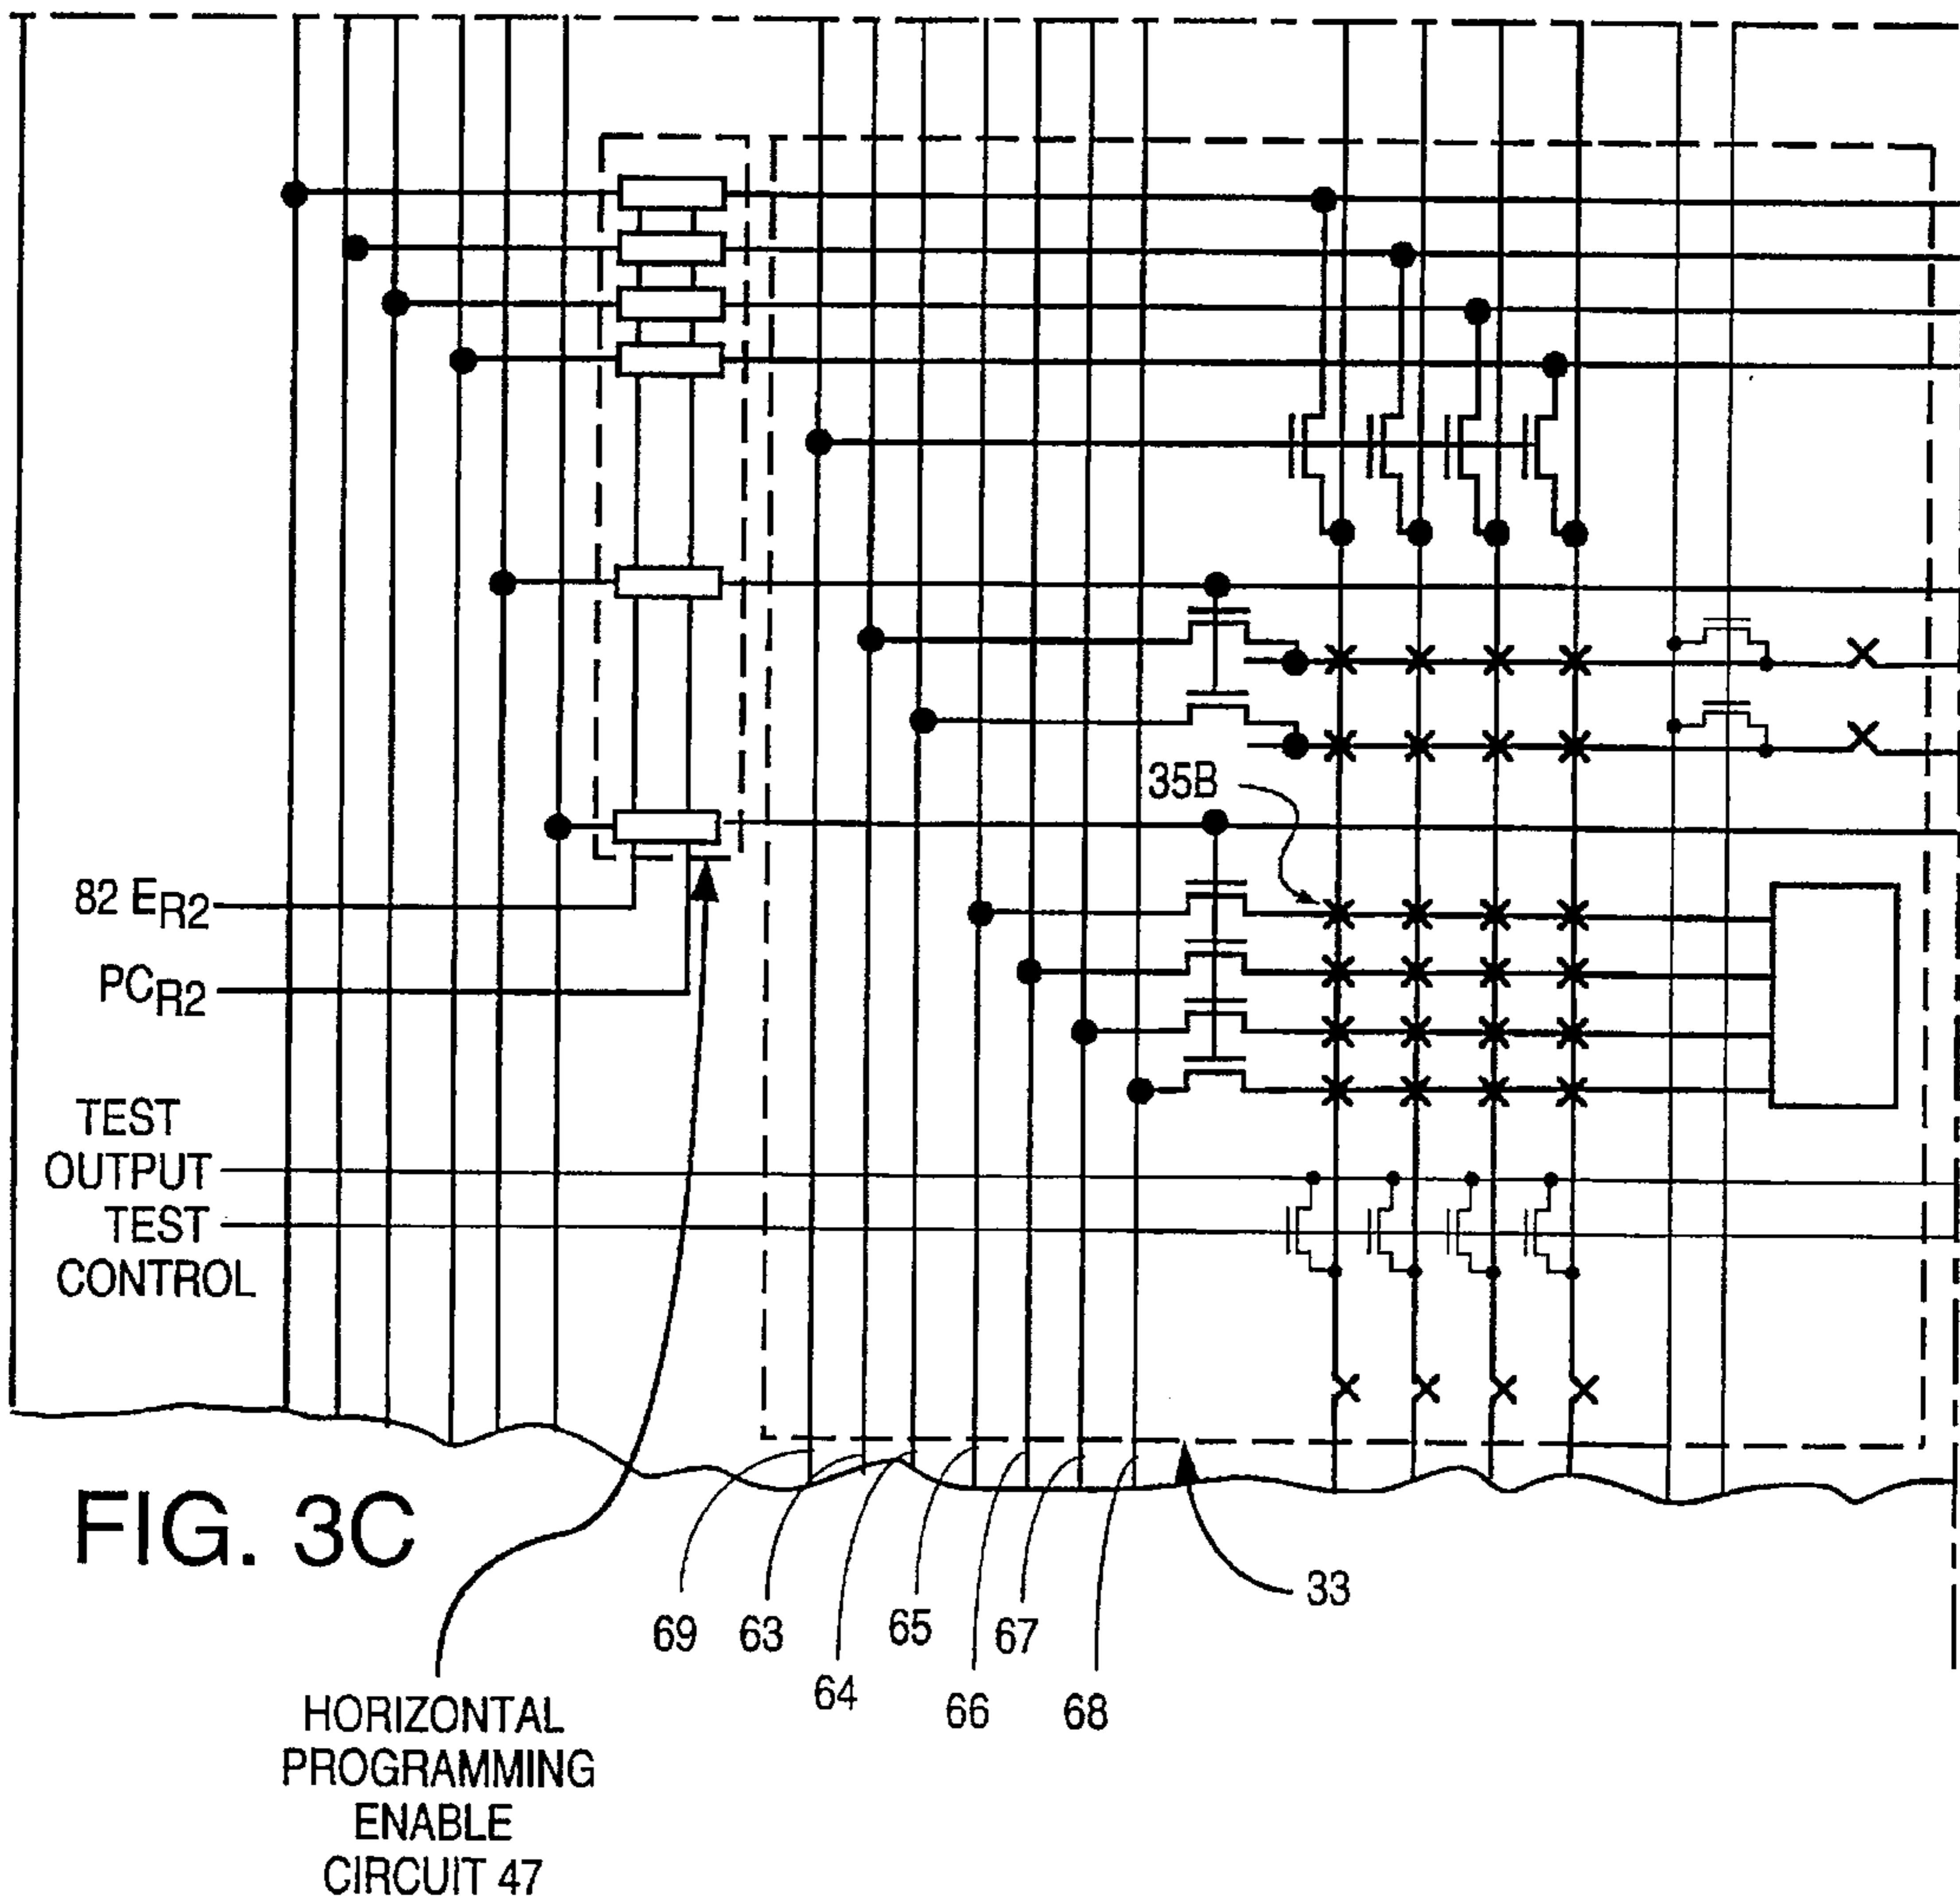 35B
82 ER2
PCR2
TEST
OUTPUT
TEST
CONTROL
FIG. 3C
33
69 63 65 67
64 66 68
HORIZONTAL
PROGRAMMING
ENABLE
CIRCUIT 47